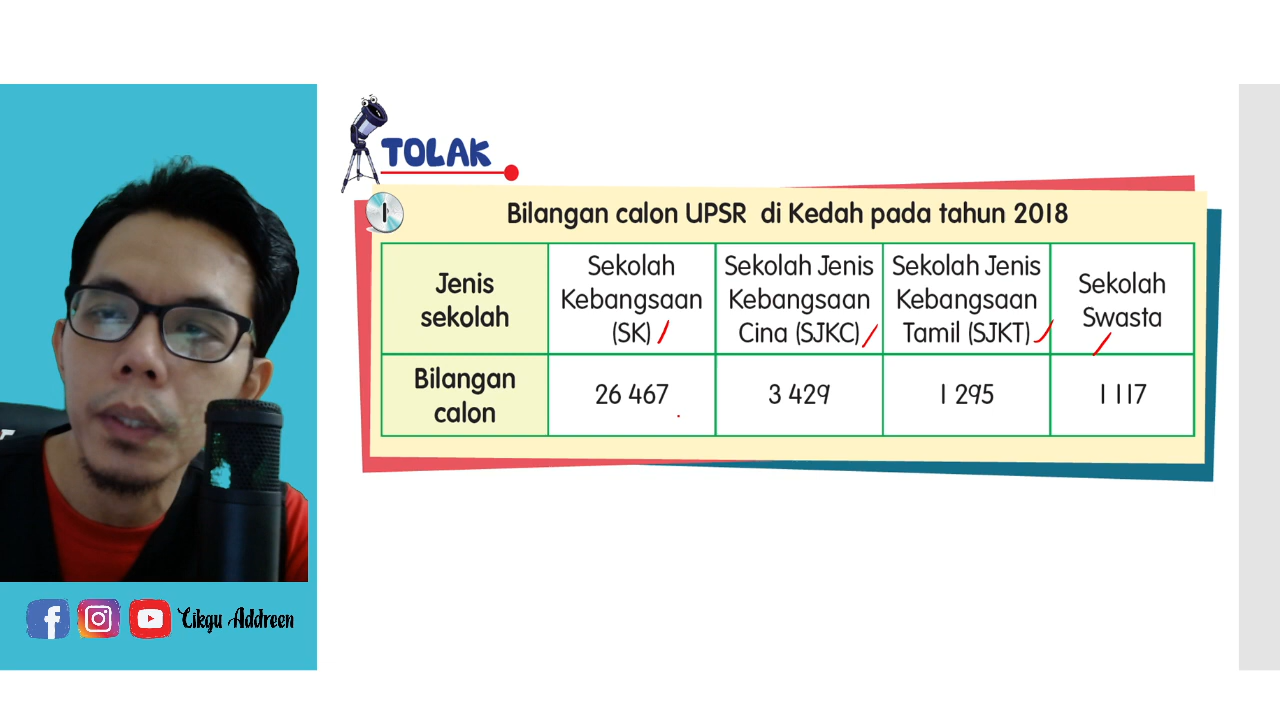 TOLAK
1
Bilangan calon UPSR di Kedah pada tahun 2018
Jenis
sekolah
Sekolah
Kebangsaan
(SK)
Sekolah Jenis
Kebangsaan
Cina (SJKC)
Sekolah Jenis
Kebangsaan
Tamil (SJKT)
Sekolah
Swasta
Bilangan
calon
26 467
3 429
1 295
1 117
Cikgu Addreen